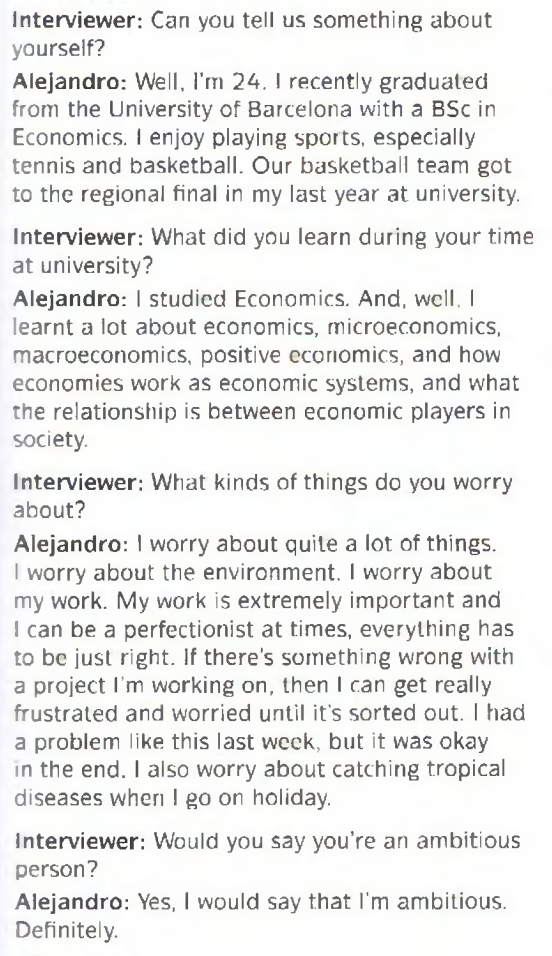 Interviewer: Can you tell us something about
yourself?
Alejandro: Well, I'm 24. I recently graduated
from the University of Barcelona with a BSc in
Economics. I enjoy playing sports, especially
tennis and basketball. Our basketball team got
to the regional final in my last year at university.
Interviewer: What did you learn during your time
at university?
Alejandro: I studied Economics. And, well, I
learnt a lot about economics, microeconomics,
macroeconomics, positive economics, and how
economies work as economic systems, and what
the relationship is between economic players in
society.
Interviewer: What kinds of things do you worry
about?
Alejandro: I worry about quite a lot of things.
I worry about the environment. I worry about
my work. My work is extremely important and
I can be a perfectionist at times, everything has
to be just right. If there's something wrong with
a project I'm working on, then I can get really
frustrated and worried until it's sorted out. I had
a problem like this last week, but it was okay
in the end. I also worry about catching tropical
diseases when I go on holiday.
Interviewer: Would you say you're an ambitious
person?
Alejandro: Yes, I would say that I'm ambitious.
Definitely.